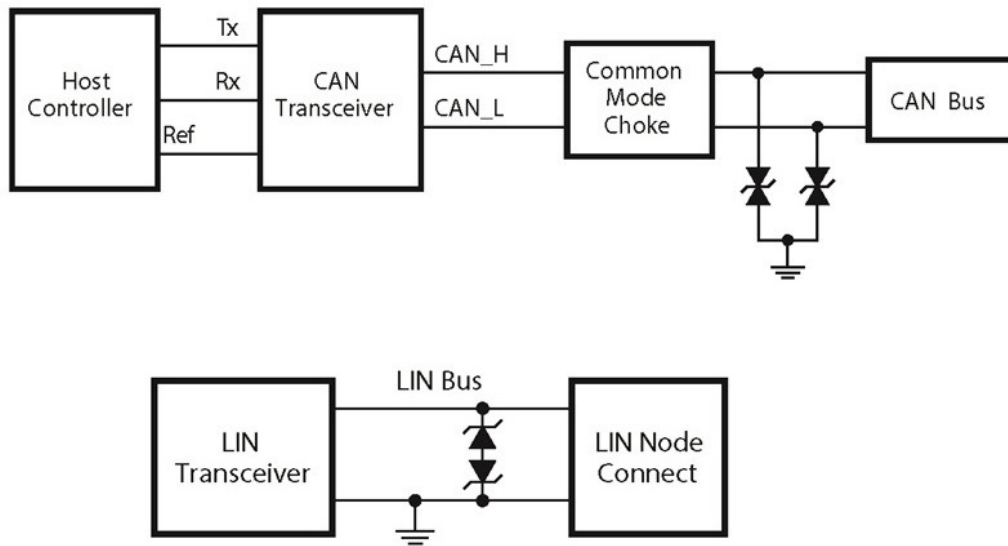 Tx
Host
Controller
Rx
Ref
CAN
Transceiver
CAN_H
CAN_L
Common
Mode
Choke
CAN Bus
LIN Bus
LIN
Transceiver
LIN Node
Connect